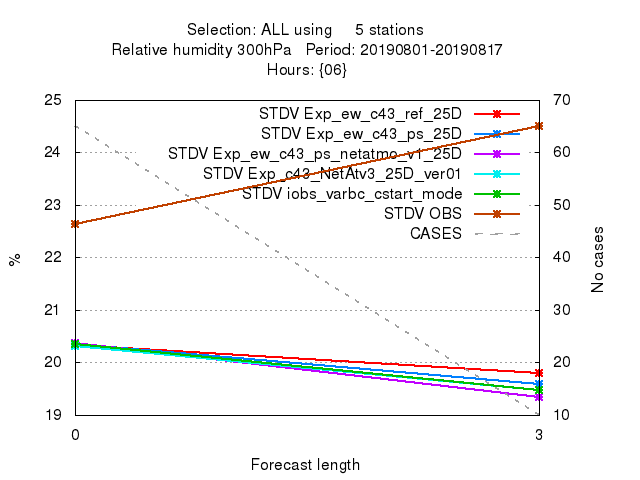 Selection: ALL using 5 stations
Relative humidity 300hPa Period: 20190801-20190817
Hours: {06}
25 70
STDV Exp_ew_c43_ref_25D
STDV Exp_ew_c43_ps_25D
24 60
STDV Exp_ew_c43_ps_netatmo_v1_25D
STDV Exp_c43_NetAtv3_25D_ver01
STDV iobs_varbc_cstart_mode
23 50
STDV OBS
CASES
22 40
%
No cases
21 30
20 20
19 10
0 3
Forecast length